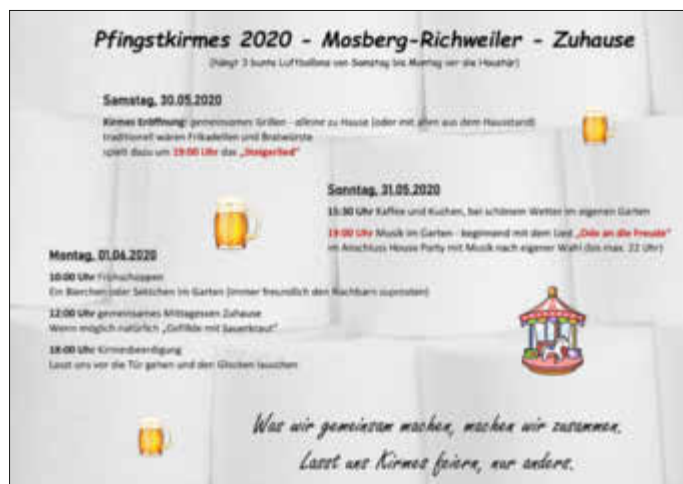 Pfingstkirmes 2020 - Mosberg-Richweiler - Zuhause
(hängt 3 bunte Luftballons von Samstag bis Montag vor die Haustür)
Samstag, 30.05.2020
Kirmes Eröffnung: gemeinsames Grillen - alleine zu Hause (oder mit allen aus dem Hausstand)
traditionell wären Frikadellen und Bratwürste
spielt dazu um 19:00 Uhr das „Steigerlied“
Sonntag, 31.05.2020
15:30 Uhr Kaffee und Kuchen, bei schönem Wetter im eigenen Garten
19:00 Uhr Musik im Garten - beginnend mit dem Lied „Ode an die Freude“
im Anschluss House Party mit Musik nach eigener Wahl (bis max. 22 Uhr)
Montag, 01.06.2020
10:00 Uhr Frühschoppen
Ein Bierchen oder Sektchen im Garten (immer freundlich den Nachbarn zuprosten)
12:00 Uhr gemeinsames Mittagessen Zuhause
Wenn möglich natürlich „Gefillde mit Sauerkraut“
18:00 Uhr Kirmesbeerdigung
Lasst uns vor die Tür gehen und den Glocken lauschen
Was wir gemeinsam machen, machen wir zusammen.
Lasst uns Kirmes feiern, nur anders.